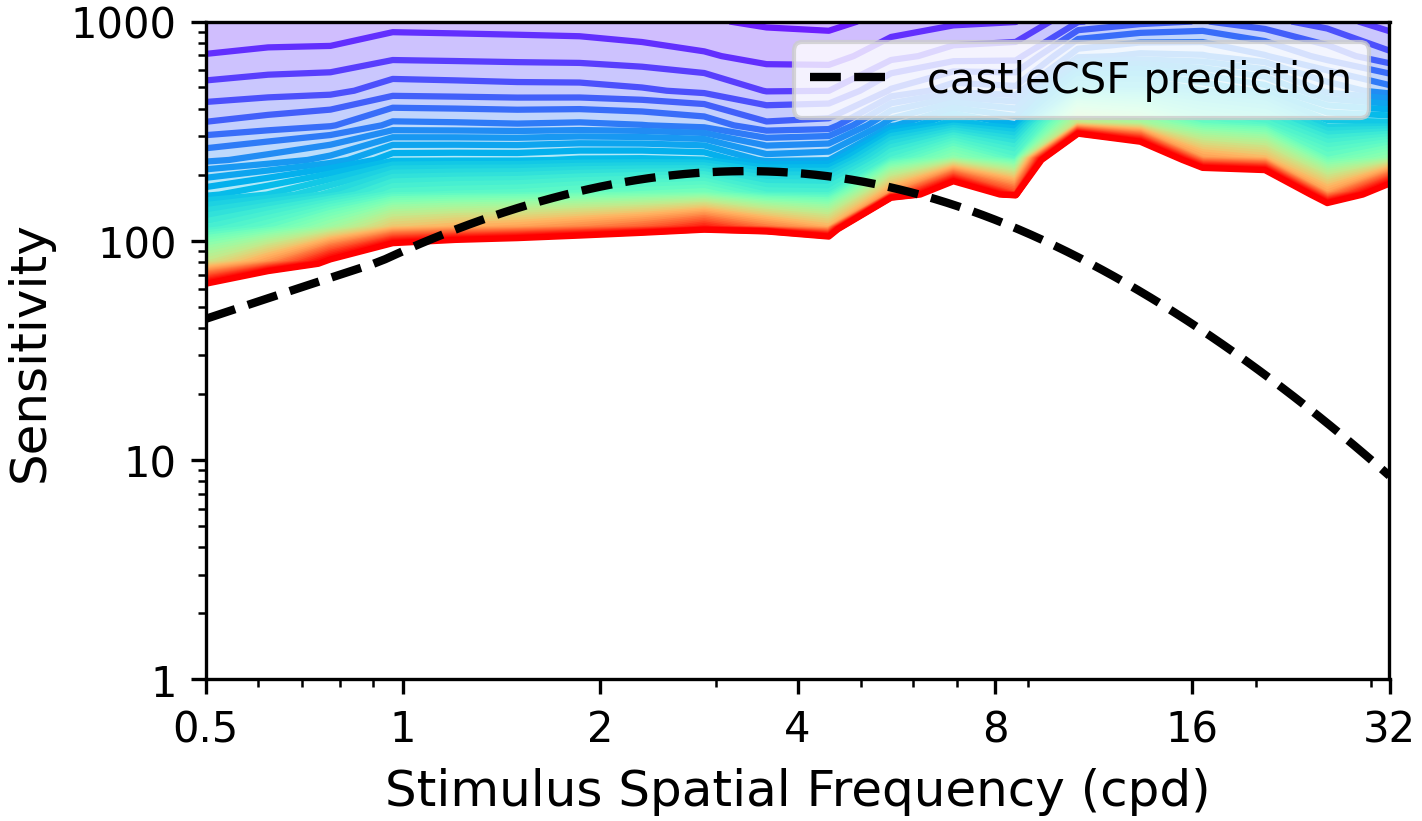 1000
100
10
1
Sensitivity
castleCSF prediction
0.5 1 2 4 8 16 32
Stimulus Spatial Frequency (cpd)